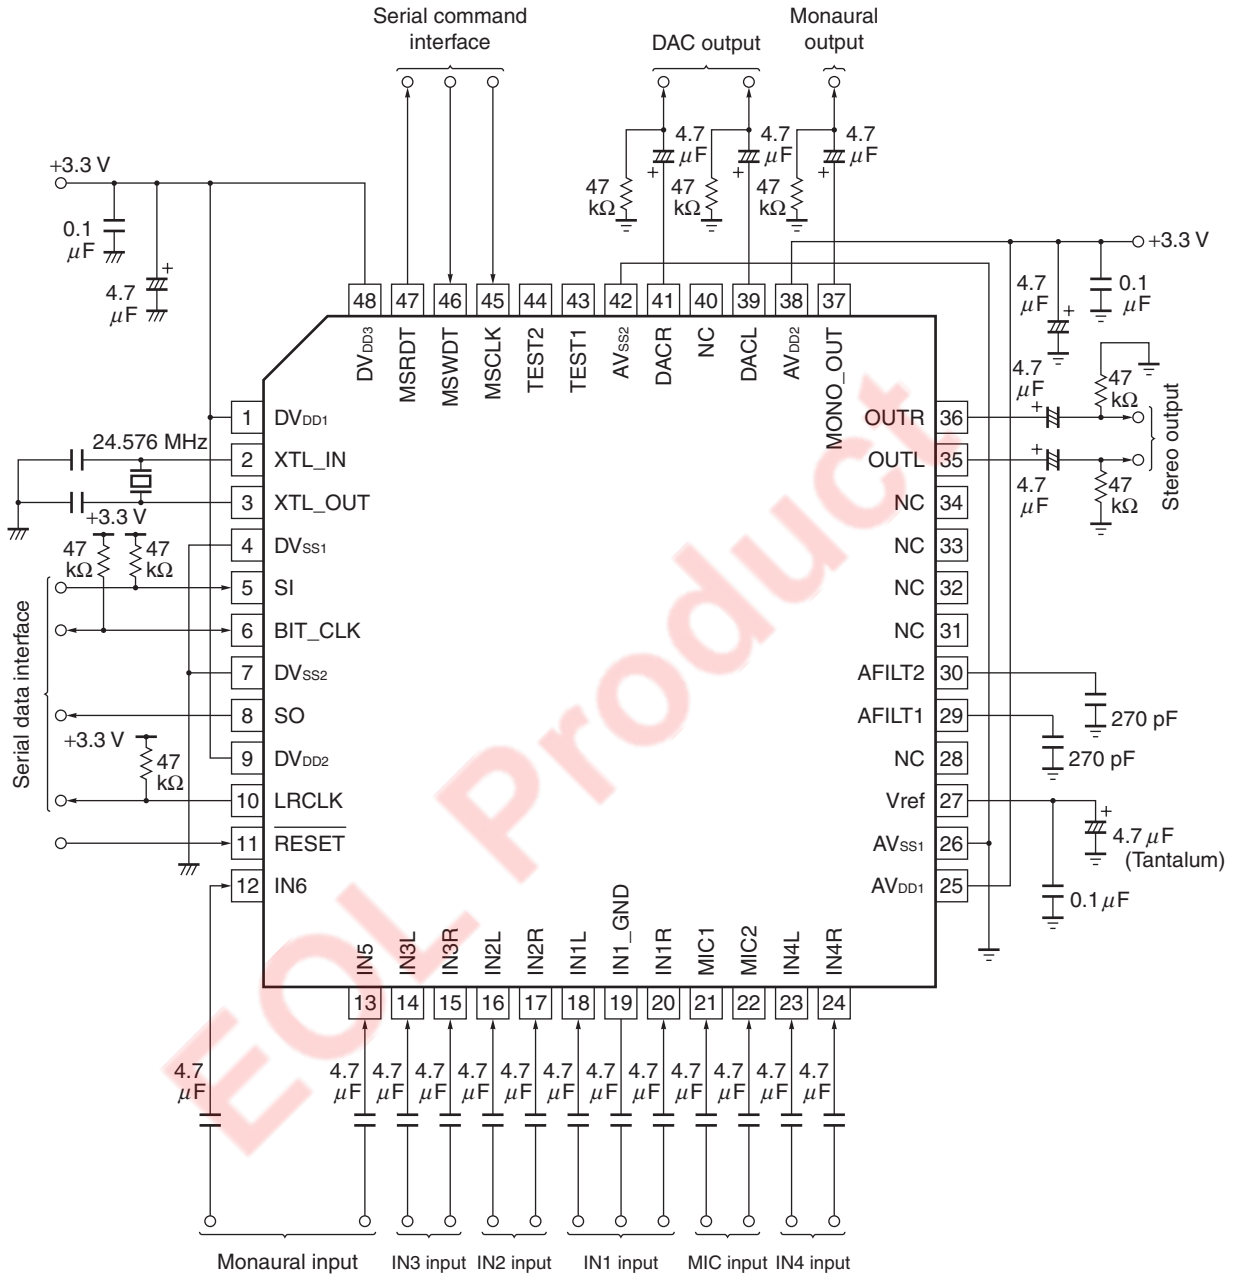 Serial command
interface
DAC output
Monaural
output
+3.3 V
0.1
μF
4.7
μF
47
kΩ
4.7
μF
47
kΩ
4.7
μF
47
kΩ
4.7
μF
+3.3 V
4.7
μF
0.1
μF
48 47 46 45 44 43 42 41 40 39 38 37
DVDD3
MSRDT
MSWDT
MSCLK
TEST2
TEST1
AVSS2
DACR
NC
DACL
AVDD2
MONO_OUT
1 DVDD1
24.576 MHz
2 XTL_IN
3 XTL_OUT
+3.3 V
47
kΩ
47
kΩ
4 DVSS1
5 SI
6 BIT_CLK
7 DVSS2
8 SO
+3.3 V
47
kΩ
9 DVDD2
10 LRCLK
11 RESET
12 IN6
Serial data interface
4.7
μF
47
kΩ
OUTR 36
OUTL 35
4.7
μF
47
kΩ
Stereo output
NC 34
NC 33
NC 32
NC 31
AFILT2 30
270 pF
AFILT1 29
270 pF
NC 28
Vref 27
4.7 μF
(Tantalum)
AVSS1 26
AVDD1 25
0.1 μF
IN5
IN3L
IN3R
IN2L
IN2R
IN1L
IN1_GND
IN1R
MIC1
MIC2
IN4L
IN4R
13 14 15 16 17 18 19 20 21 22 23 24
4.7 4.7 4.7 4.7 4.7 4.7 4.7 4.7 4.7 4.7 4.7 4.7 4.7
μF μF μF μF μF μF μF μF μF μF μF μF μF
Monaural input
IN3 input
IN2 input
IN1 input
MIC input
IN4 input
EOL Product